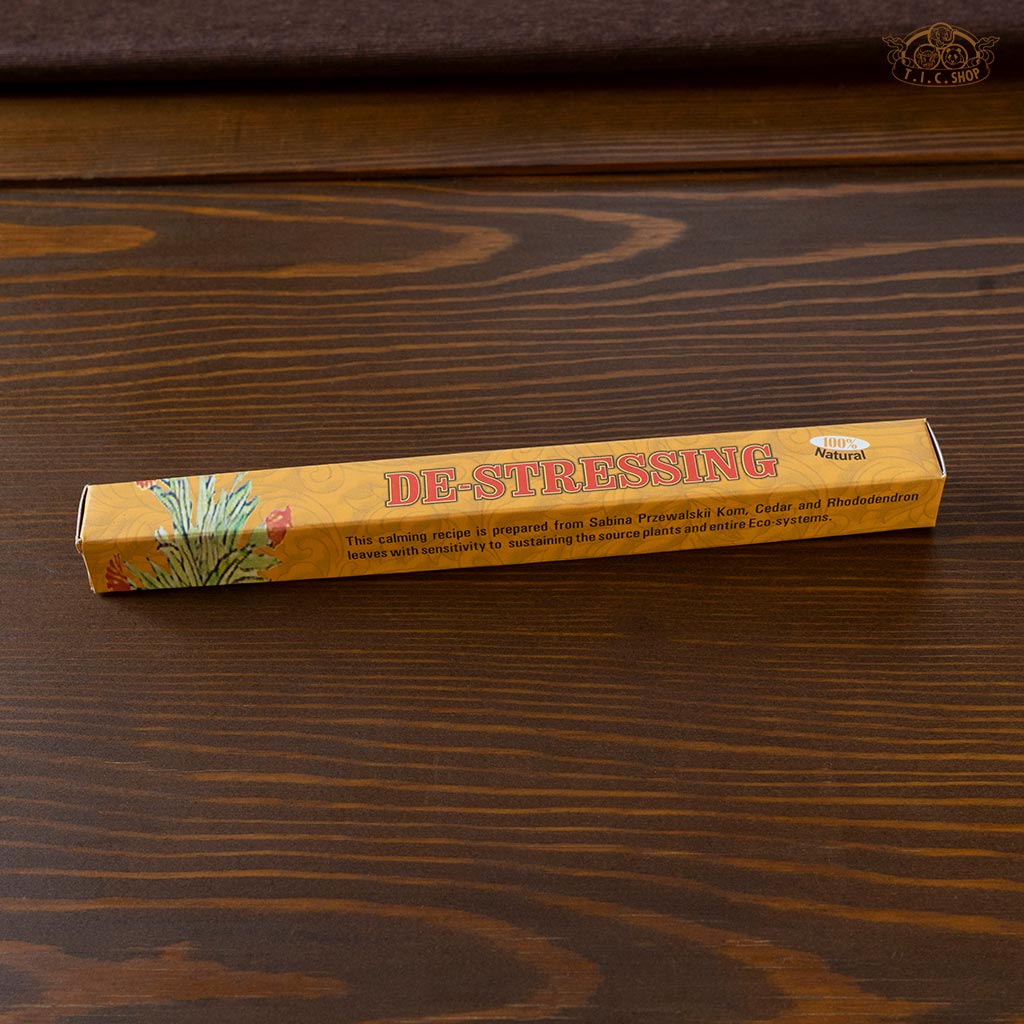 T.I.C.SHOP
DE-STRESSING
100%
Natural
This calming recipe is prepared from Sabina Przewalskii Kom, Cedar and Rhododendron
leaves with sensitivity to sustaining the source plants and entire Eco-systems.